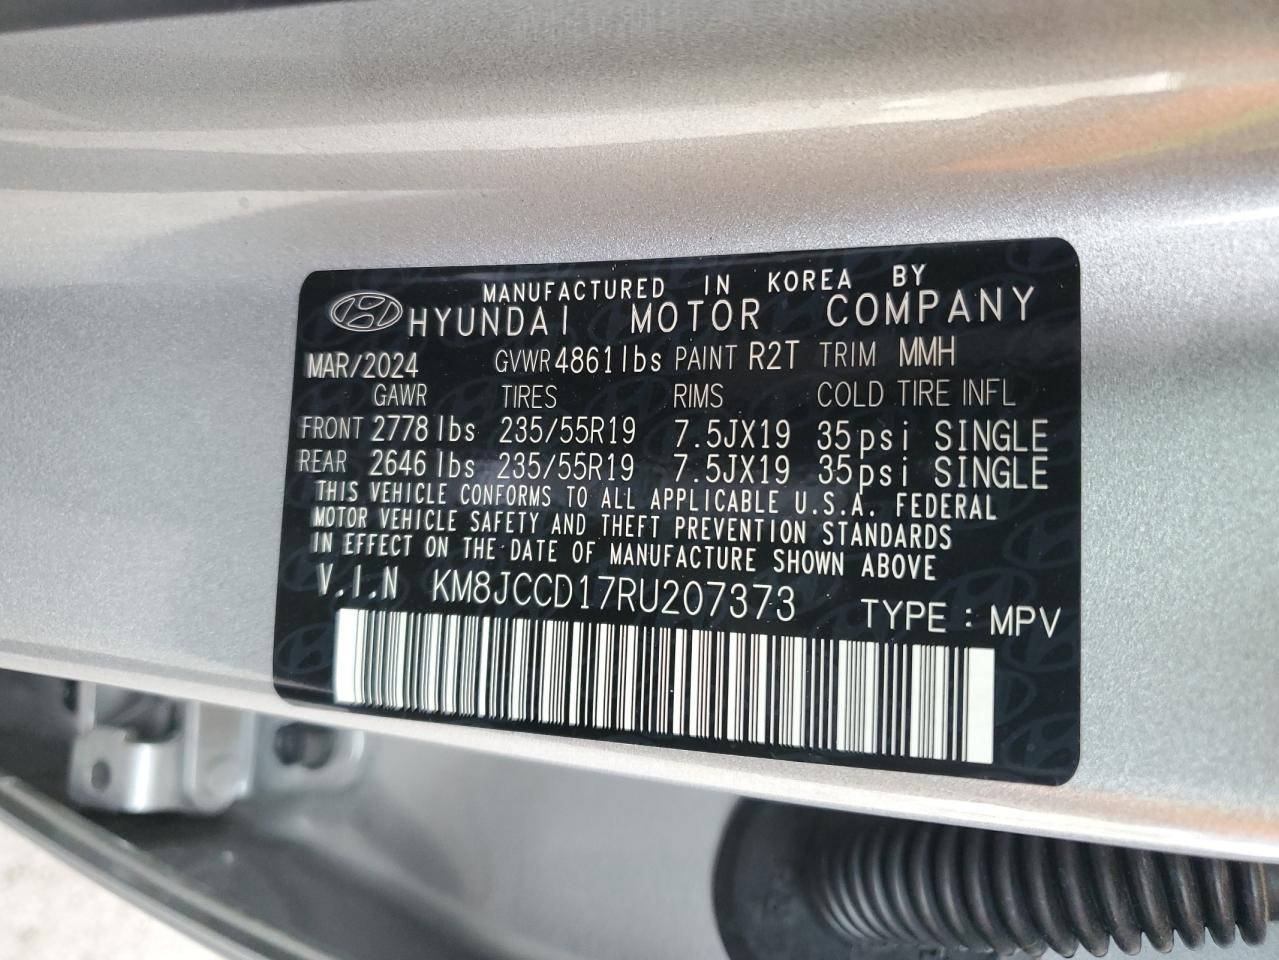 MANUFACTURED IN KOREA BY
HYUNDAI MOTOR COMPANY
MAR/2024 GVWR 4861lbs PAINT R2T TRIM MMH
GAWR TIRES RIMS COLD TIRE INFL
FRONT 2778lbs 235/55R19 7.5JX19 35psi SINGLE
REAR 2646lbs 235/55R19 7.5JX19 35psi SINGLE
THIS VEHICLE CONFORMS TO ALL APPLICABLE U.S.A. FEDERAL
MOTOR VEHICLE SAFETY AND THEFT PREVENTION STANDARDS
IN EFFECT ON THE DATE OF MANUFACTURE SHOWN ABOVE
V.I.N KM8JCCD17RU207373 TYPE : MPV